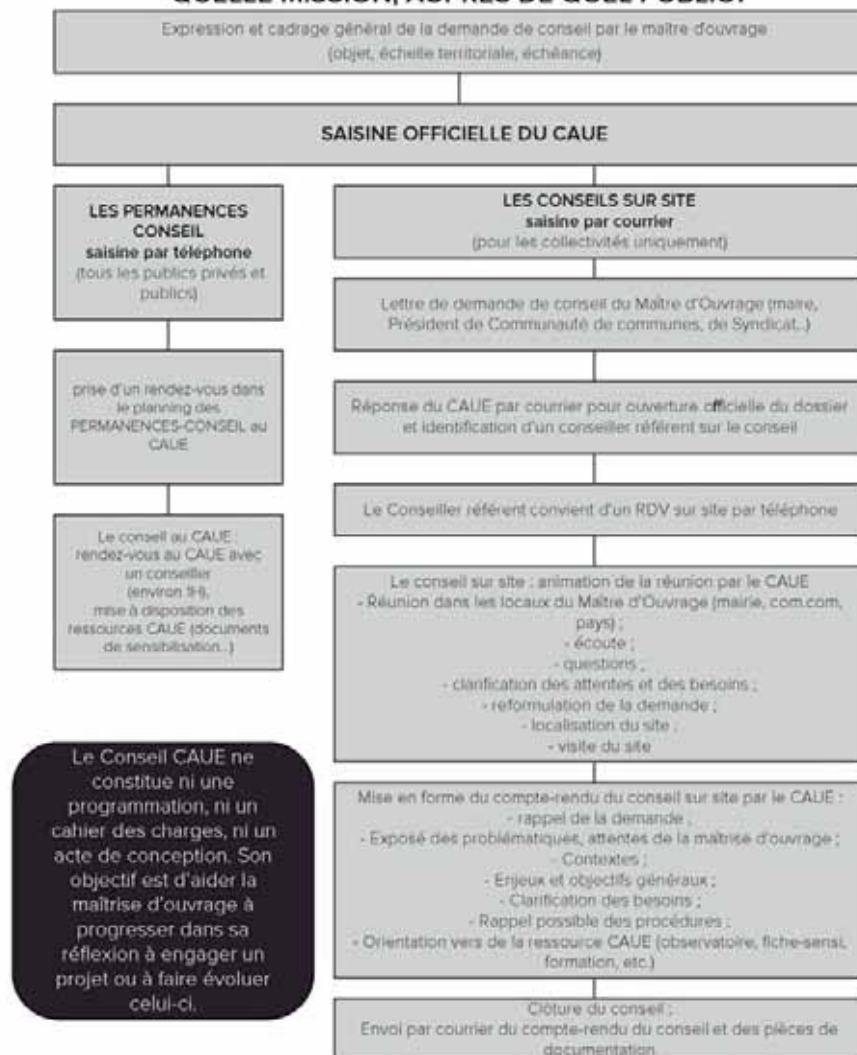 QUELLE MISSION, AUPRÈS DE QUEL PUBLIC?
Expression et cadrage général de la demande de conseil par le maître d'ouvrage
(objet, échelle territoriale, échéance)
SAISINE OFFICIELLE DU CAUE
LES PERMANENCES
CONSEIL
saisine par téléphone
(tous les publics privés et
publics)
prise d'un rendez-vous dans
le planning des
PERMANENCES-CONSEIL au
CAUE
Le conseil au CAUE :
rendez-vous au CAUE avec
un conseiller
(environ 1H),
mise à disposition des
ressources CAUE (documents
de sensibilisation...)
LES CONSEILS SUR SITE
saisine par courrier
(pour les collectivités uniquement)
Lettre de demande de conseil du Maître d'Ouvrage (maire,
Président de Communauté de communes, de Syndicat...)
Réponse du CAUE par courrier pour ouverture officielle du dossier
et identification d'un conseiller référent sur le conseil
Le Conseiller référent convient d'un RDV sur site par téléphone
Le conseil sur site : animation de la réunion par le CAUE
- Réunion dans les locaux du Maître d'Ouvrage (mairie, com.com,
pays) ;
- écoute ;
- questions ;
- clarification des attentes et des besoins ;
- reformulation de la demande ;
- localisation du site ;
- visite du site
Mise en forme du compte-rendu du conseil sur site par le CAUE :
- rappel de la demande ;
- Exposé des problématiques, attentes de la maîtrise d'ouvrage ;
- Contextes ;
- Enjeux et objectifs généraux ;
- Clarification des besoins ;
- Rappel possible des procédures ;
- Orientation vers de la ressource CAUE (observatoire, fiche-sensi,
formation, etc.)
Clôture du conseil :
Envoi par courrier du compte-rendu du conseil et des pièces de
documentation
Le Conseil CAUE ne
constitue ni une
programmation, ni un
cahier des charges, ni un
acte de conception. Son
objectif est d'aider la
maîtrise d'ouvrage à
progresser dans sa
réflexion à engager un
projet ou à faire évoluer
celui-ci.